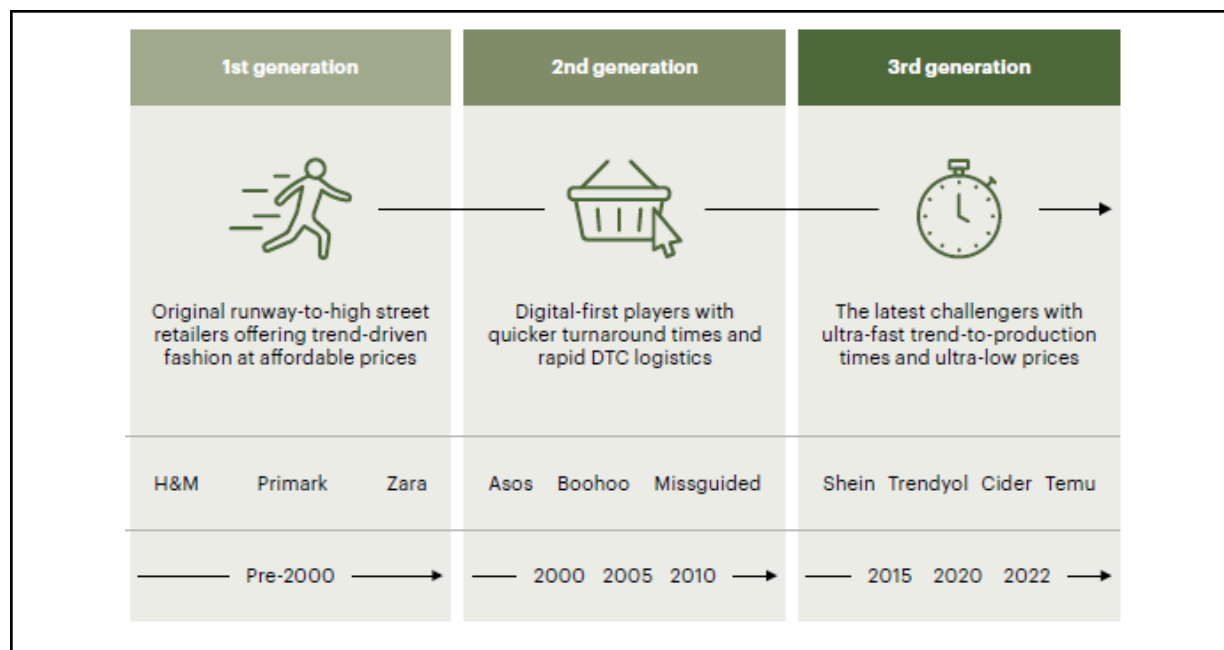 1st generation
2nd generation
3rd generation
Original runway-to-high street
retailers offering trend-driven
fashion at affordable prices
Digital-first players with
quicker turnaround times and
rapid DTC logistics
The latest challengers with
ultra-fast trend-to-production
times and ultra-low prices
H&M Primark Zara
Asos Boohoo Missguided
Shein Trendyol Cider Temu
Pre-2000
2000 2005 2010
2015 2020 2022